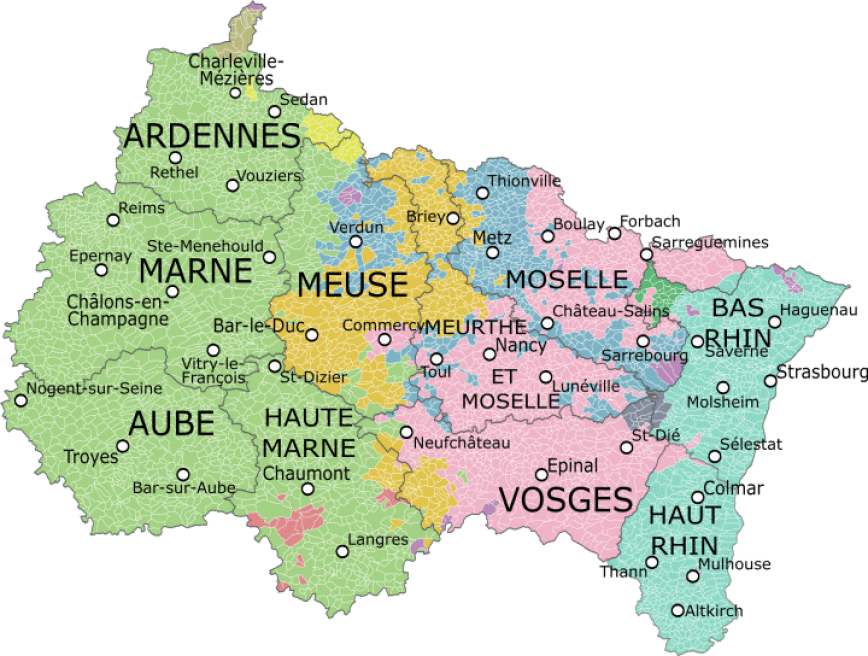 Charleville-
Mézières
Sedan
ARDENNES
Rethel
Vouziers
Reims
Ste-Menehould
Epernay
MARNE
Châlons-en-
Champagne
Vitry-le-
François
Verdun
MEUSE
Bar-le-Duc
Commercy
St-Dizier
Briey
Thionville
Metz
Boulay
Forbach
Sarreguemines
MOSELLE
Château-Salins
Sarrebourg
MEURTHE
Nancy
Toul
ET
Lunéville
MOSELLE
BAS
RHIN
Haguenau
Saverne
Strasbourg
Molsheim
Sélestat
Nogent-sur-Seine
AUBE
Troyes
Bar-sur-Aube
HAUTE
MARNE
Chaumont
Langres
Neufchâteau
St-Dié
Epinal
VOSGES
Colmar
HAUT
RHIN
Thann
Mulhouse
Altkirch